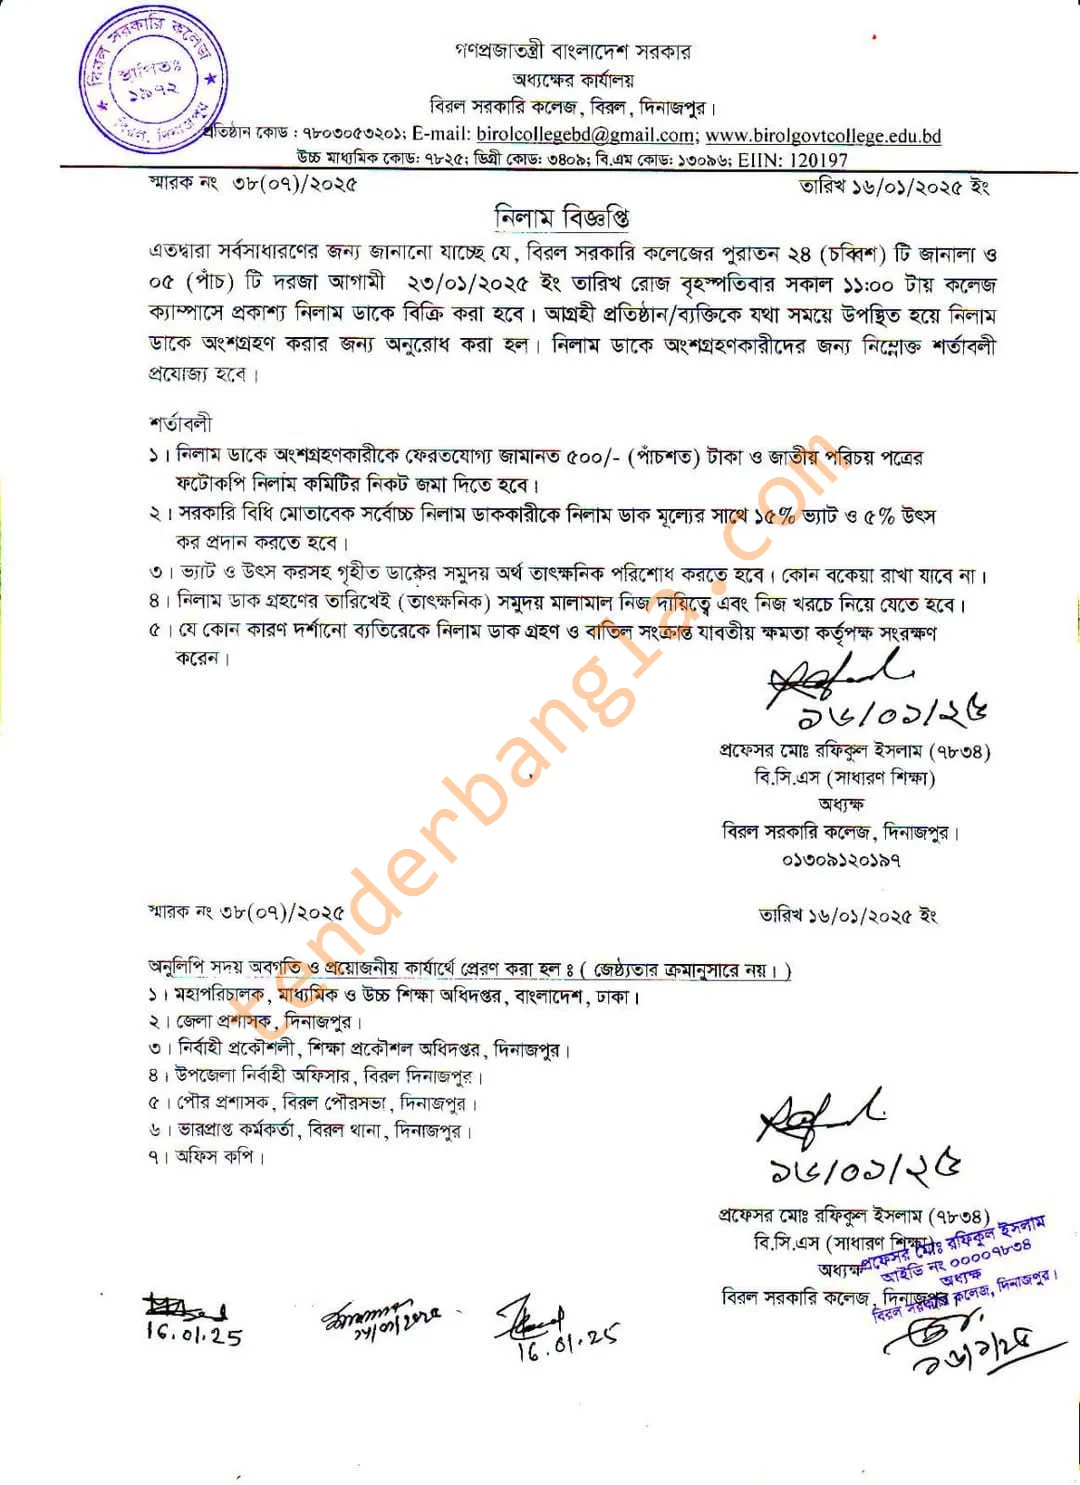 বিরল সরকারি কলেজ
স্থাপিতঃ
১৯৭২
বিরল, দিনাজপুর
গণপ্রজাতন্ত্রী বাংলাদেশ সরকার
অধ্যক্ষের কার্যালয়
বিরল সরকারি কলেজ, বিরল, দিনাজপুর।
প্রতিষ্ঠান কোড : ৭৮০৩০৫৩২০১; E-mail: birolcollegebd@gmail.com; www.birolgovtcollege.edu.bd
উচ্চ মাধ্যমিক কোড: ৭৮২৫; ডিগ্রী কোড: ৩৪০৯; বি.এম কোড: ১৩০৯৬; EIIN: 120197
স্মারক নং ৩৮(০৭)/২০২৫ তারিখ ১৬/০১/২০২৫ ইং
নিলাম বিজ্ঞপ্তি
এতদ্বারা সর্বসাধারণের জন্য জানানো যাচ্ছে যে, বিরল সরকারি কলেজের পুরাতন ২৪ (চব্বিশ) টি জানালা ও
০৫ (পাঁচ) টি দরজা আগামী ২৩/০১/২০২৫ ইং তারিখ রোজ বৃহস্পতিবার সকাল ১১:০০ টায় কলেজ
ক্যাম্পাসে প্রকাশ্য নিলাম ডাকে বিক্রি করা হবে। আগ্রহী প্রতিষ্ঠান/ব্যক্তিকে যথা সময়ে উপস্থিত হয়ে নিলাম
ডাকে অংশগ্রহণ করার জন্য অনুরোধ করা হল। নিলাম ডাকে অংশগ্রহণকারীদের জন্য নিম্নোক্ত শর্তাবলী
প্রযোজ্য হবে।
শর্তাবলী
১। নিলাম ডাকে অংশগ্রহণকারীকে ফেরতযোগ্য জামানত ৫০০/- (পাঁচশত) টাকা ও জাতীয় পরিচয় পত্রের
ফটোকপি নিলাম কমিটির নিকট জমা দিতে হবে।
২। সরকারি বিধি মোতাবেক সর্বোচ্চ নিলাম ডাককারীকে নিলাম ডাক মূল্যের সাথে ১৫% ভ্যাট ও ৫% উৎস
কর প্রদান করতে হবে।
৩। ভ্যাট ও উৎস করসহ গৃহীত ডাকের সমুদয় অর্থ তাৎক্ষনিক পরিশোধ করতে হবে। কোন বকেয়া রাখা যাবে না।
৪। নিলাম ডাক গ্রহণের তারিখেই (তাৎক্ষনিক) সমুদয় মালামাল নিজ দায়িত্বে এবং নিজ খরচে নিয়ে যেতে হবে।
৫। যে কোন কারণ দর্শানো ব্যতিরেকে নিলাম ডাক গ্রহণ ও বাতিল সংক্রান্ত যাবতীয় ক্ষমতা কর্তৃপক্ষ সংরক্ষণ
করেন।
১৬/০১/২৫
প্রফেসর মোঃ রফিকুল ইসলাম (৭৮৩৪)
বি.সি.এস (সাধারণ শিক্ষা)
অধ্যক্ষ
বিরল সরকারি কলেজ, দিনাজপুর।
০১৩০৯১২০১৯৭
স্মারক নং ৩৮(০৭)/২০২৫ তারিখ ১৬/০১/২০২৫ ইং
অনুলিপি সদয় অবগতি ও প্রয়োজনীয় কার্যার্থে প্রেরণ করা হল ঃ ( জেষ্ঠ্যতার ক্রমানুসারে নয়। )
১। মহাপরিচালক, মাধ্যমিক ও উচ্চ শিক্ষা অধিদপ্তর, বাংলাদেশ, ঢাকা।
২। জেলা প্রশাসক, দিনাজপুর।
৩। নির্বাহী প্রকৌশলী, শিক্ষা প্রকৌশল অধিদপ্তর, দিনাজপুর।
৪। উপজেলা নির্বাহী অফিসার, বিরল দিনাজপুর।
৫। পৌর প্রশাসক, বিরল পৌরসভা, দিনাজপুর।
৬। ভারপ্রাপ্ত কর্মকর্তা, বিরল থানা, দিনাজপুর।
৭। অফিস কপি।
১৬/০১/২৫
প্রফেসর মোঃ রফিকুল ইসলাম (৭৮৩৪)
বি.সি.এস (সাধারণ শিক্ষা)
অধ্যক্ষ
বিরল সরকারি কলেজ, দিনাজপুর।
প্রফেসর মোঃ রফিকুল ইসলাম
আইডি নং ০০০০৭৮৩৪
অধ্যক্ষ
বিরল সরকারি কলেজ, দিনাজপুর।
16.01.25
16.01.25
১৬/১/২৫
tenderbangla.com